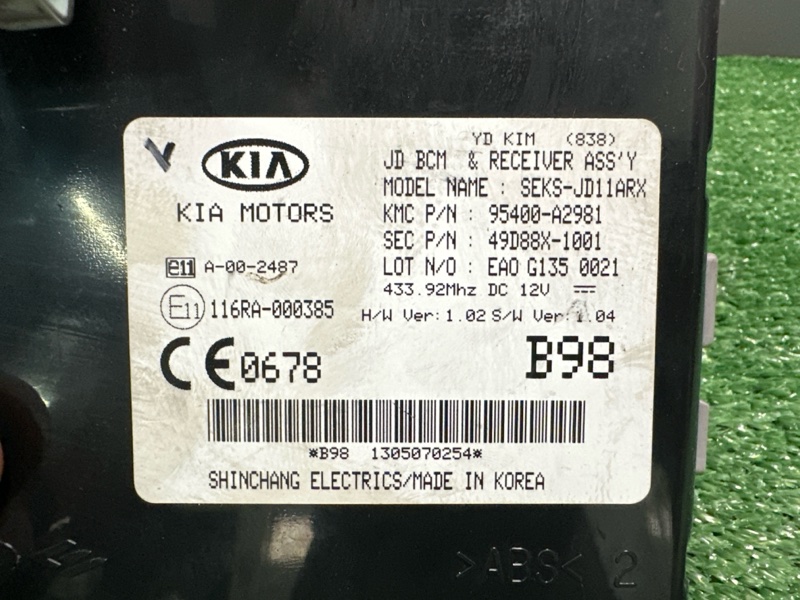 YD KIM (838)
KIA
JD BCM & RECEIVER ASS'Y
MODEL NAME : SEKS-JD11ARX
KIA MOTORS
KMC P/N : 95400-A2981
SEC P/N : 49D88X-1001
e11 A-00-2487
LOT N/O : EAO G135 0021
433.92Mhz DC 12V
E11 116RA-000385
H/W Ver: 1.02 S/W Ver: 1.04
CE 0678
B98
*B98 1305070254*
SHINCHANG ELECTRICS/MADE IN KOREA
>ABS< 2